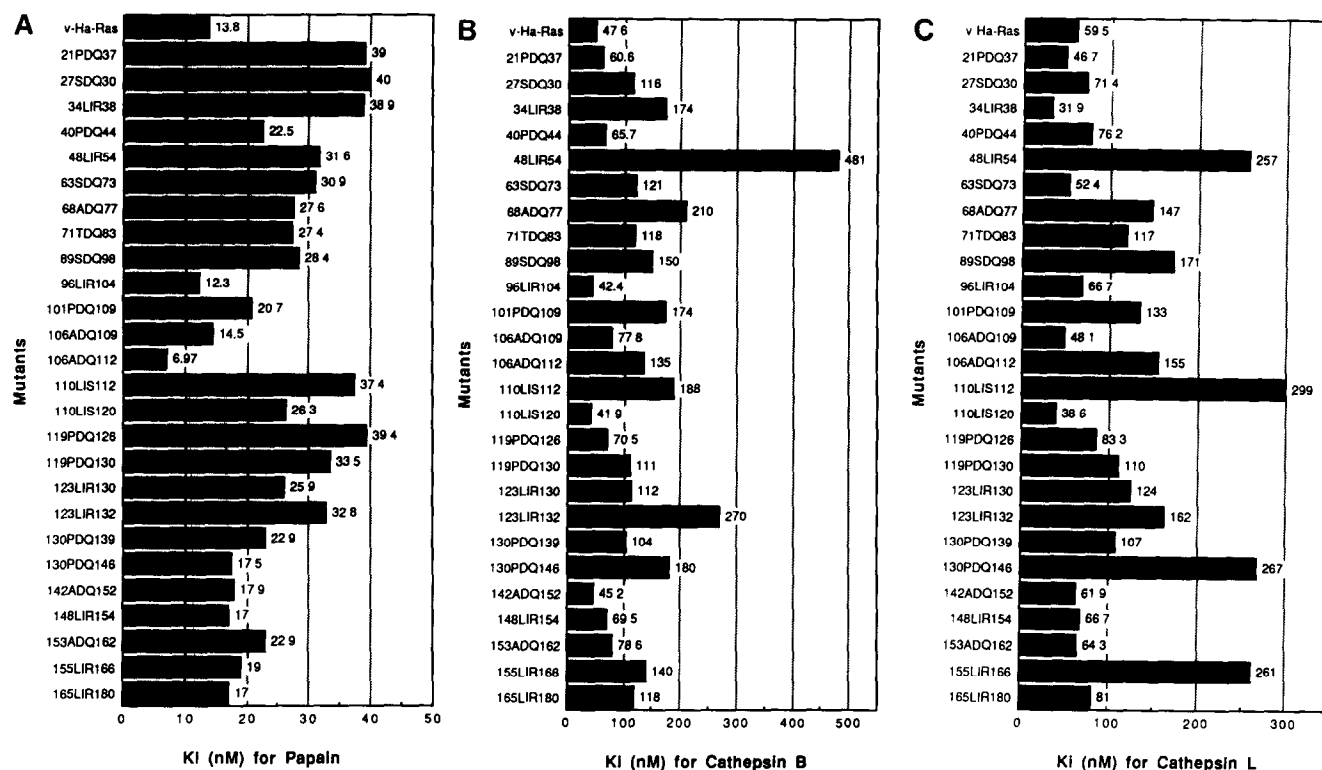 A
Mutants
v-Ha-Ras 13.8
21PDQ37 39
27SDQ30 40
34LIR38 38 9
40PDQ44 22.5
48LIR54 31 6
63SDQ73 30 9
68ADQ77 27 6
71TDQ83 27 4
89SDQ98 28 4
96LIR104 12.3
101PDQ109 20 7
106ADQ109 14.5
106ADQ112 6.97
110LIS112 37 4
110LIS120 26 3
119PDQ126 39 4
119PDQ130 33 5
123LIR130 25 9
123LIR132 32 8
130PDQ139 22 9
130PDQ146 17 5
142ADQ152 17 9
148LIR154 17
153ADQ162 22 9
155LIR166 19
165LIR180 17
0 10 20 30 40 50
Ki (nM) for Papain
B
Mutants
v-Ha-Ras 47 6
21PDQ37 60.6
27SDQ30 116
34LIR38 174
40PDQ44 65.7
48LIR54 481
63SDQ73 121
68ADQ77 210
71TDQ83 118
89SDQ98 150
96LIR104 42.4
101PDQ109 174
106ADQ109 77 8
106ADQ112 135
110LIS112 188
110LIS120 41 9
119PDQ126 70 5
119PDQ130 111
123LIR130 112
123LIR132 270
130PDQ139 104
130PDQ146 180
142ADQ152 45 2
148LIR154 69 5
153ADQ162 78 6
155LIR166 140
165LIR180 118
0 100 200 300 400 500
Ki (nM) for Cathepsin B
C
Mutants
v Ha-Ras 59 5
21PDQ37 46 7
27SDQ30 71 4
34LIR38 31 9
40PDQ44 76 2
48LIR54 257
63SDQ73 52 4
68ADQ77 147
71TDQ83 117
89SDQ98 171
96LIR104 66 7
101PDQ109 133
106ADQ109 48 1
106ADQ112 155
110LIS112 299
110LIS120 38 6
119PDQ126 83 3
119PDQ130 110
123LIR130 124
123LIR132 162
130PDQ139 107
130PDQ146 267
142ADQ152 61 9
148LIR154 66 7
153ADQ162 64 3
155LIR166 261
165LIR180 81
0 100 200 300
Ki (nM) for Cathepsin L